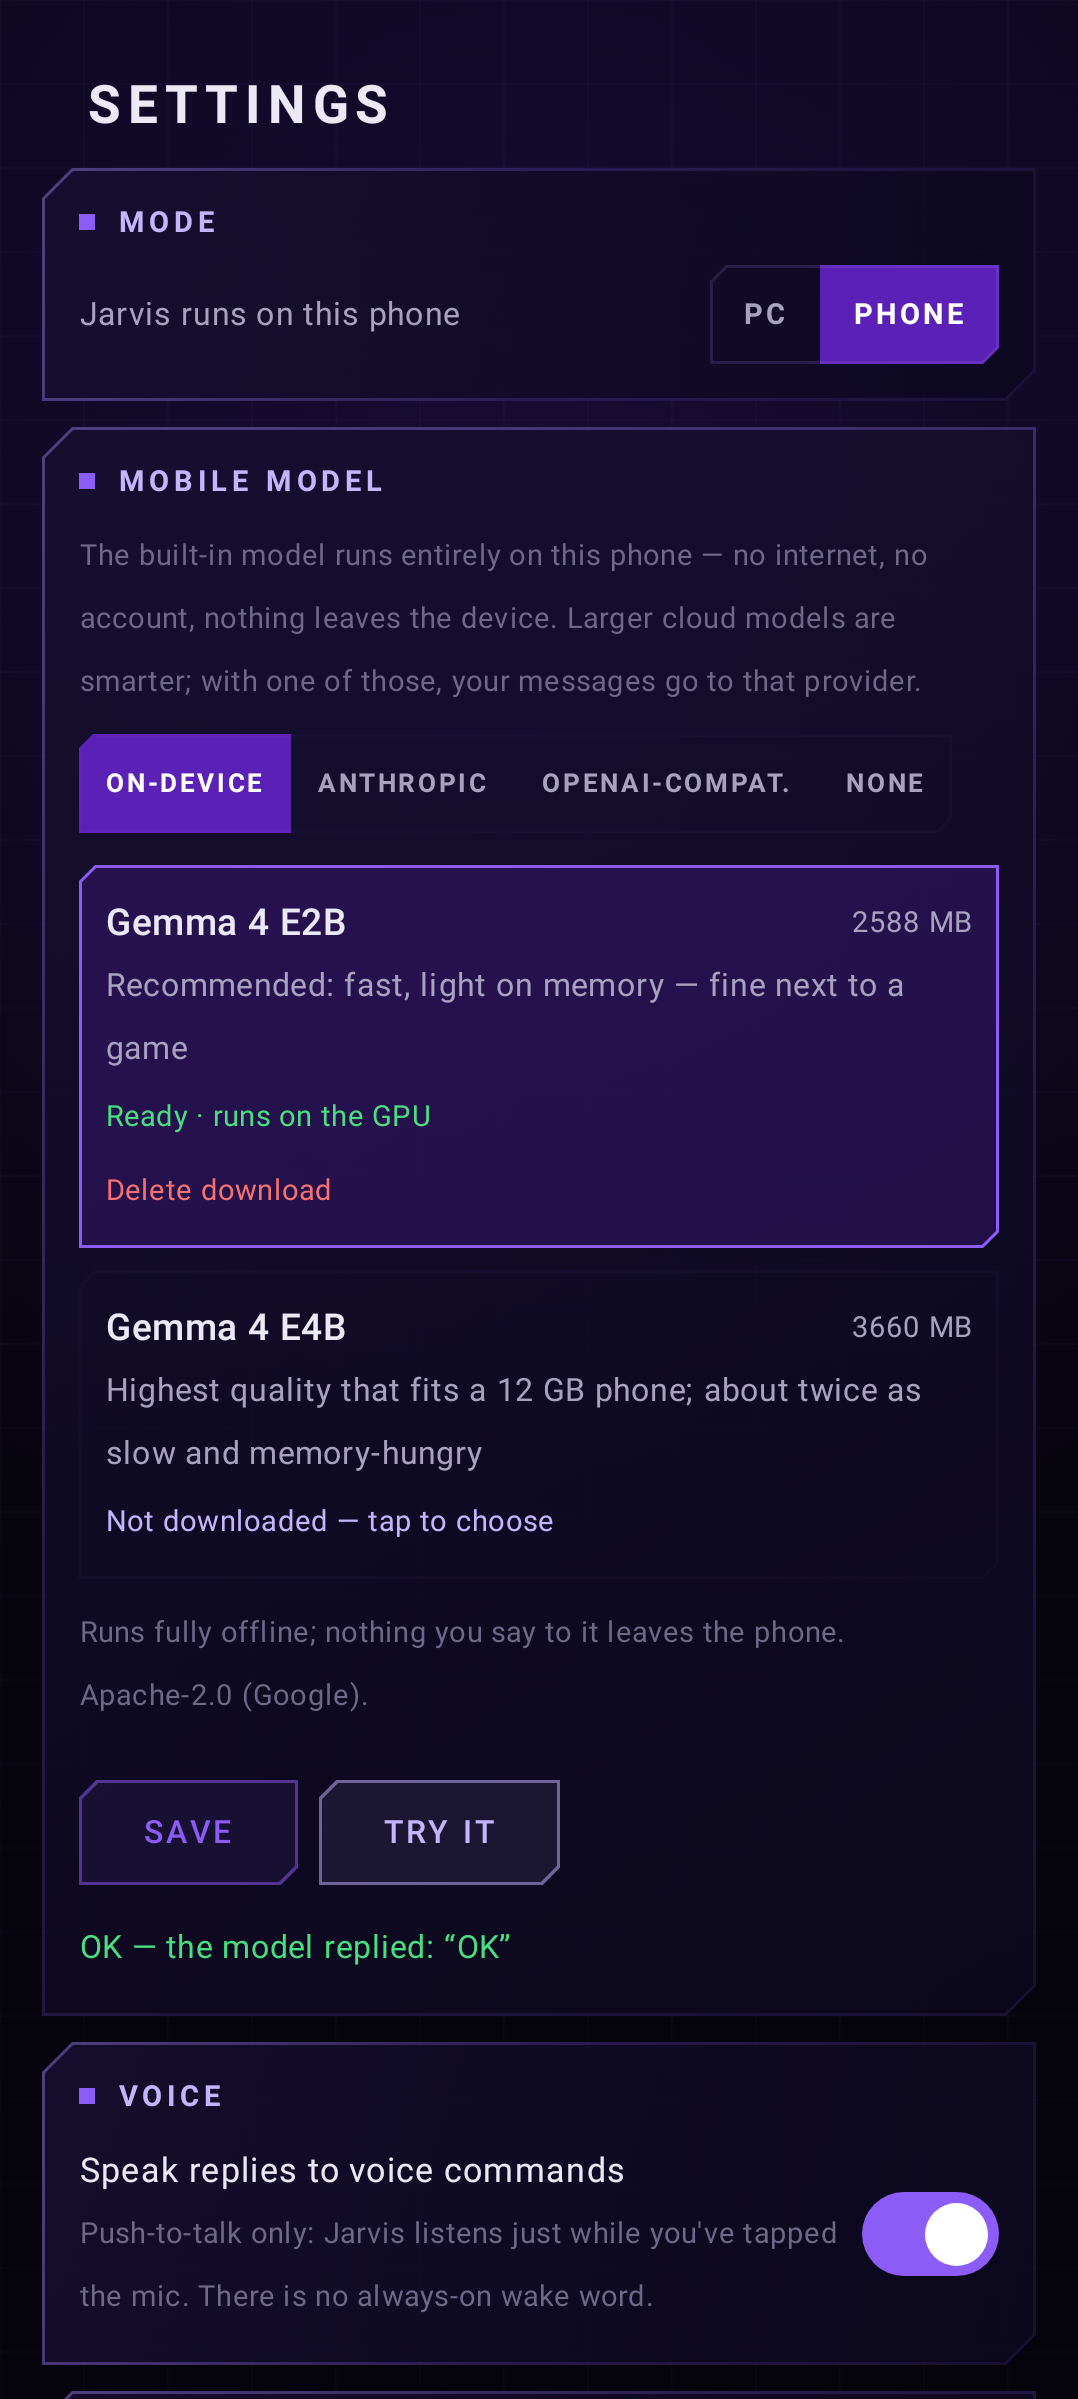 SETTINGS
MODE
Jarvis runs on this phone
PC PHONE
MOBILE MODEL
The built-in model runs entirely on this phone — no internet, no
account, nothing leaves the device. Larger cloud models are
smarter; with one of those, your messages go to that provider.
ON-DEVICE ANTHROPIC OPENAI-COMPAT. NONE
Gemma 4 E2B 2588 MB
Recommended: fast, light on memory — fine next to a
game
Ready · runs on the GPU
Delete download
Gemma 4 E4B 3660 MB
Highest quality that fits a 12 GB phone; about twice as
slow and memory-hungry
Not downloaded — tap to choose
Runs fully offline; nothing you say to it leaves the phone.
Apache-2.0 (Google).
SAVE TRY IT
OK — the model replied: “OK”
VOICE
Speak replies to voice commands
Push-to-talk only: Jarvis listens just while you've tapped
the mic. There is no always-on wake word.